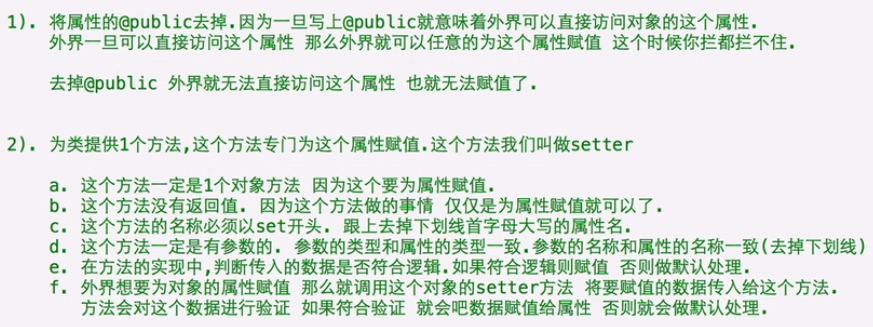 1). 将属性的@public去掉.因为一旦写上@public就意味着外界可以直接访问对象的这个属性.
外界一旦可以直接访问这个属性 那么外界就可以任意的为这个属性赋值 这个时候你拦都拦不住.
去掉@public 外界就无法直接访问这个属性 也就无法赋值了.
2). 为类提供1个方法,这个方法专门为这个属性赋值.这个方法我们叫做setter
a. 这个方法一定是1个对象方法 因为这个要为属性赋值.
b. 这个方法没有返回值. 因为这个方法做的事情 仅仅是为属性赋值就可以了.
c. 这个方法的名称必须以set开头. 跟上去掉下划线首字母大写的属性名.
d. 这个方法一定是有参数的. 参数的类型和属性的类型一致.参数的名称和属性的名称一致(去掉下划线)
e. 在方法的实现中,判断传入的数据是否符合逻辑.如果符合逻辑则赋值 否则做默认处理.
f. 外界想要为对象的属性赋值 那么就调用这个对象的setter方法 将要赋值的数据传入给这个方法.
方法会对这个数据进行验证 如果符合验证 就会吧数据赋值给属性 否则就会做默认处理.